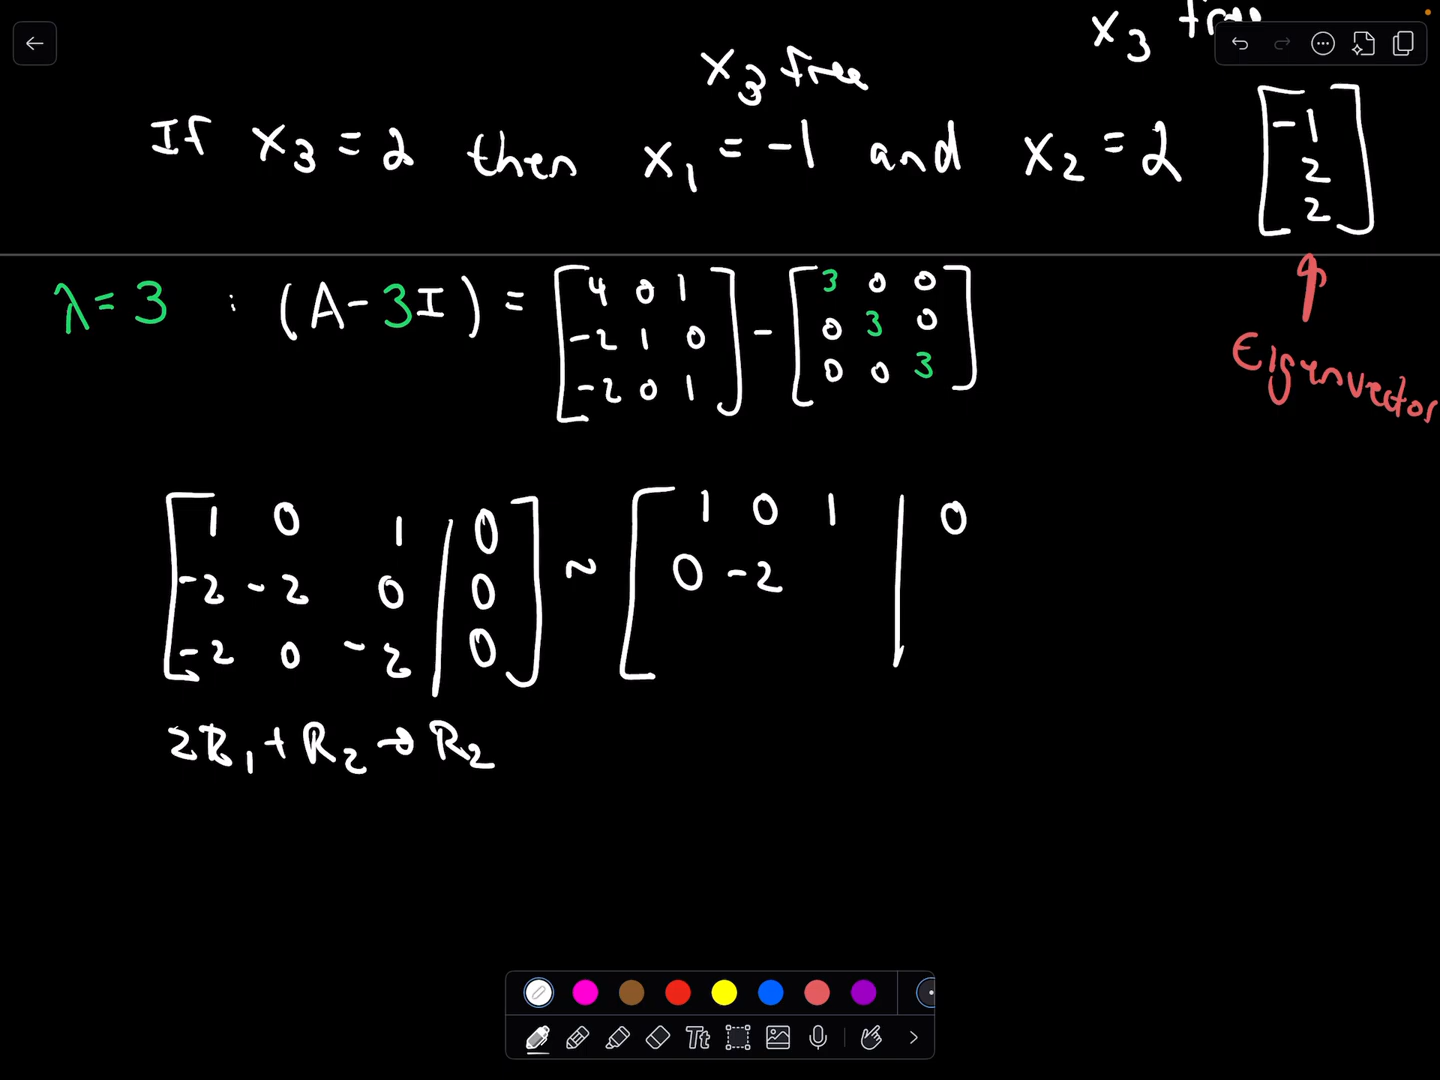 x₃ free
x₃ free
If x₃ = 2 then x₁ = -1 and x₂ = 2 [-1 2 2]
Eigenvector
λ = 3 : (A - 3I) = [4 0 1; -2 1 0; -2 0 1] - [3 0 0; 0 3 0; 0 0 3]
[1 0 1 | 0; -2 -2 0 | 0; -2 0 -2 | 0] ~ [1 0 1 | 0; 0 -2
2R₁ + R₂ → R₂
Tt